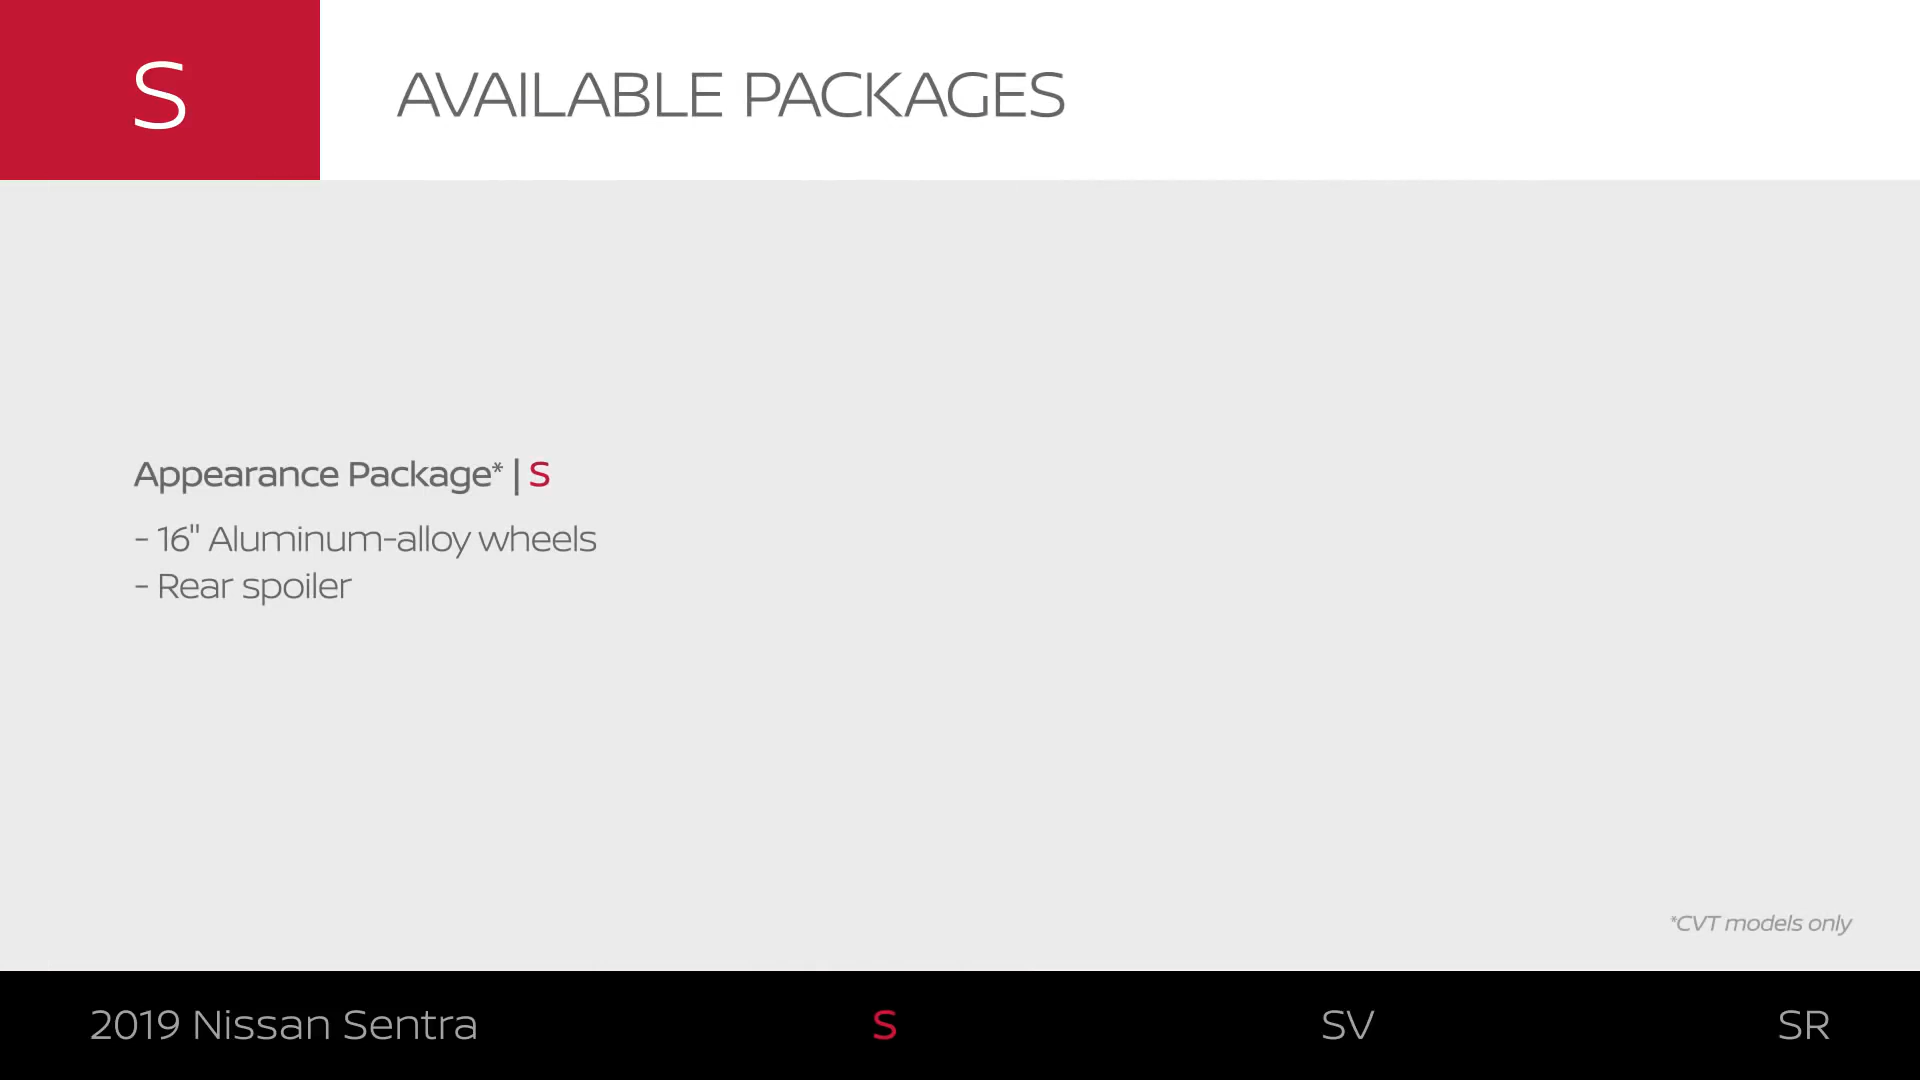 S
AVAILABLE PACKAGES
Appearance Package* | S
- 16" Aluminum-alloy wheels
- Rear spoiler
*CVT models only
2019 Nissan Sentra
S
SV
SR